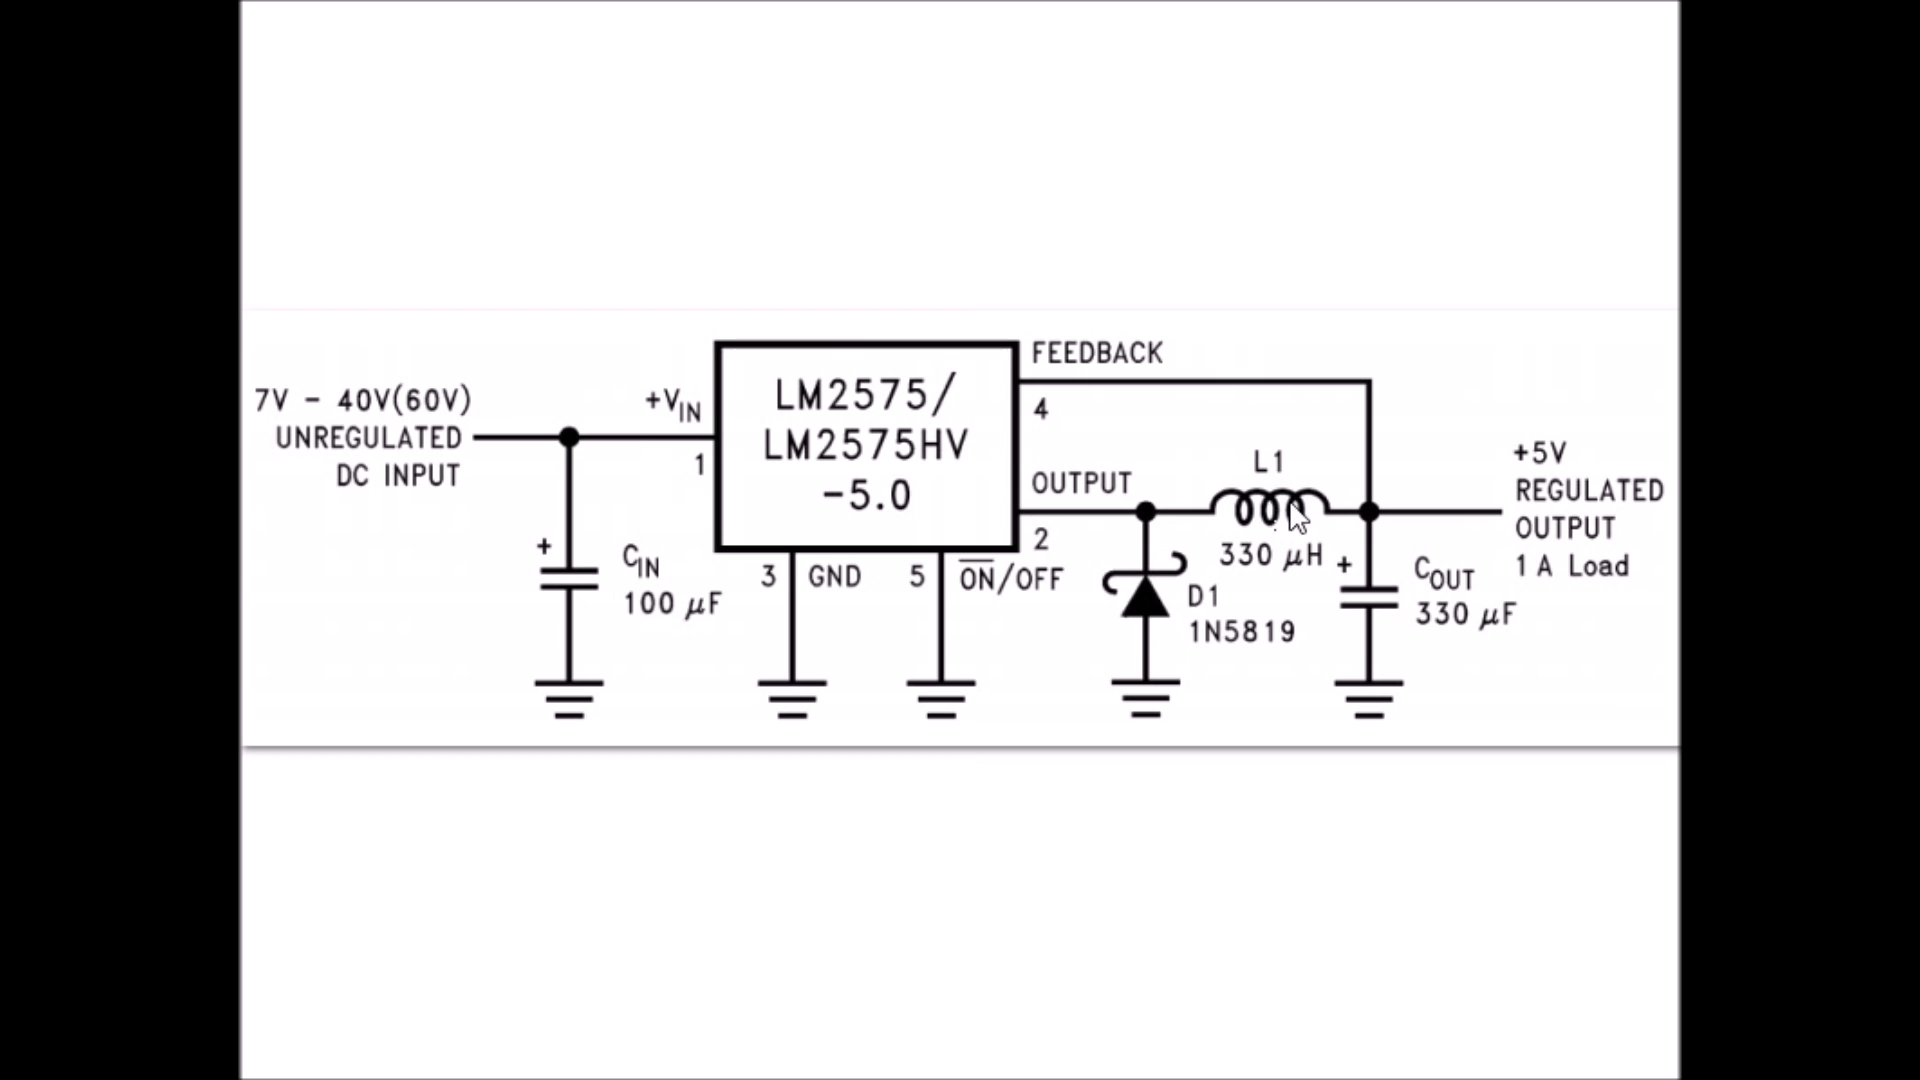 7V - 40V(60V)
UNREGULATED
DC INPUT
+VIN
1
+
CIN
100 μF
LM2575/
LM2575HV
-5.0
3
GND
5
ON/OFF
FEEDBACK
4
OUTPUT
2
L1
330 μH
D1
1N5819
+
COUT
330 μF
+5V
REGULATED
OUTPUT
1 A Load